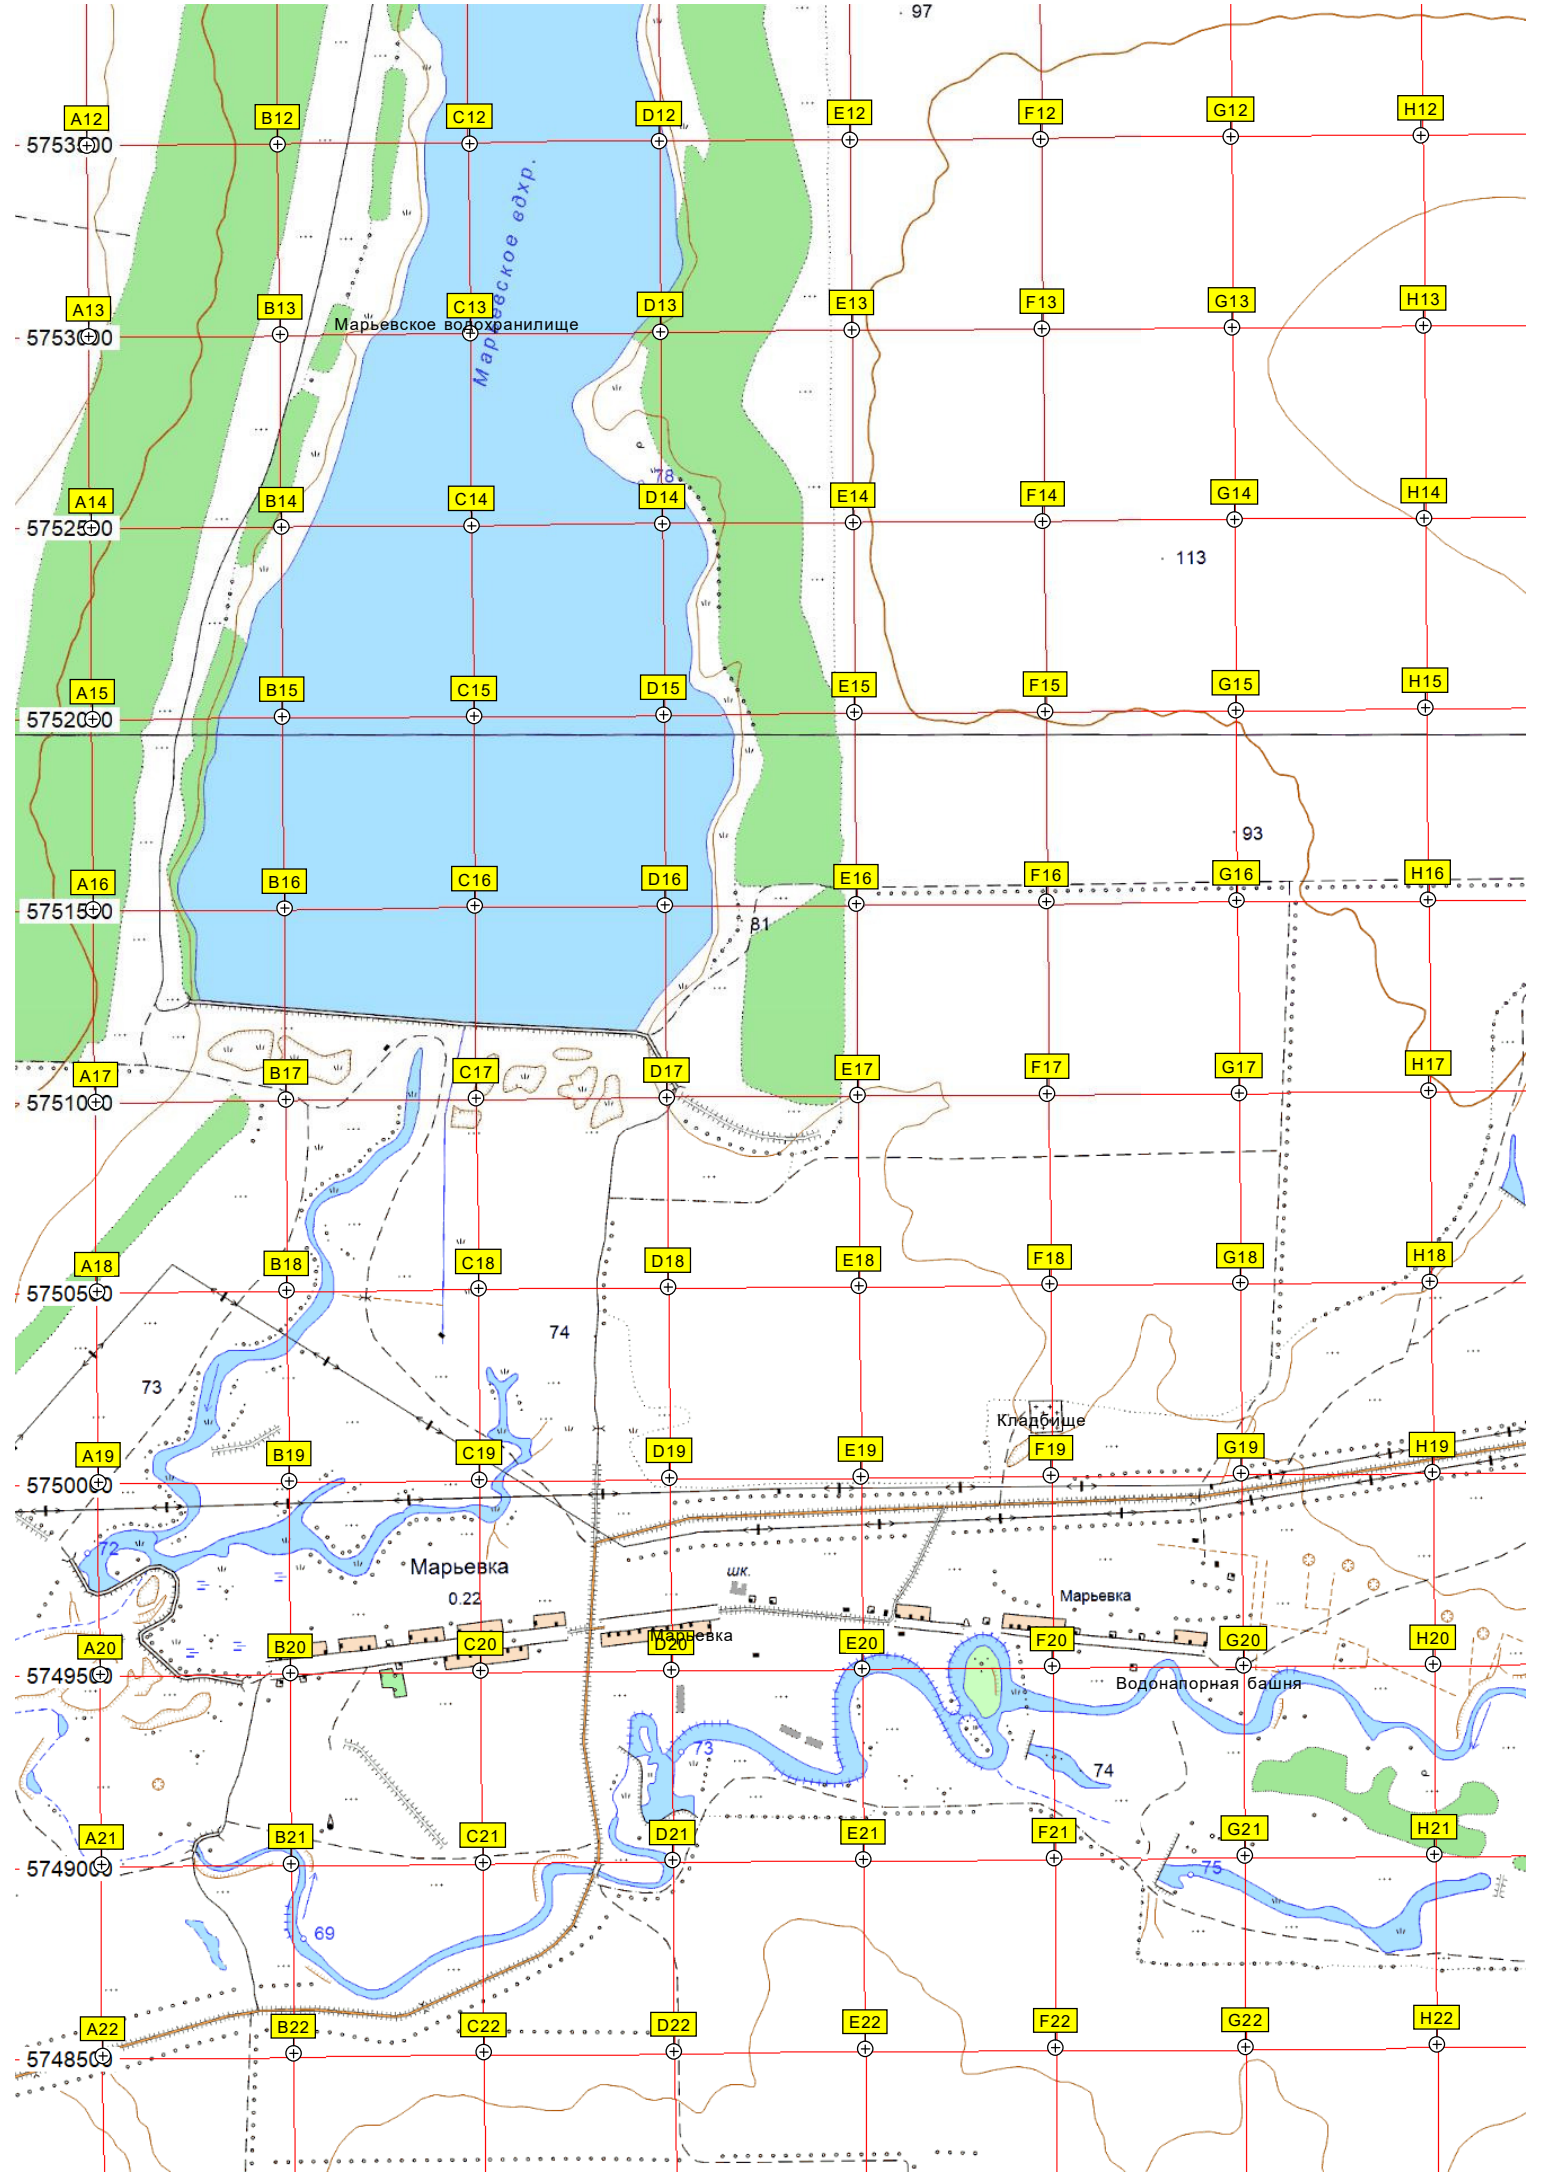 97
A12 B12 C12 D12 E12 F12 G12 H12
5753500
Марьевское вдхр.
A13 B13 C13 D13 E13 F13 G13 H13
Марьевское водохранилище
5753000
р
78
A14 B14 C14 D14 E14 F14 G14 H14
5752500
113
A15 B15 C15 D15 E15 F15 G15 H15
5752000
93
A16 B16 C16 D16 E16 F16 G16 H16
5751500
81
A17 B17 C17 D17 E17 F17 G17 H17
5751000
A18 B18 C18 D18 E18 F18 G18 H18
5750500
74
73
Кладбище
A19 B19 C19 D19 E19 F19 G19 H19
5750000
72
Марьевка
шк.
0.22
Марьевка
Марьевка
A20 B20 C20 D20 E20 F20 G20 H20
5749500
Водонапорная башня
73
74
р
A21 B21 C21 D21 E21 F21 G21 H21
5749000
75
69
A22 B22 C22 D22 E22 F22 G22 H22
5748500